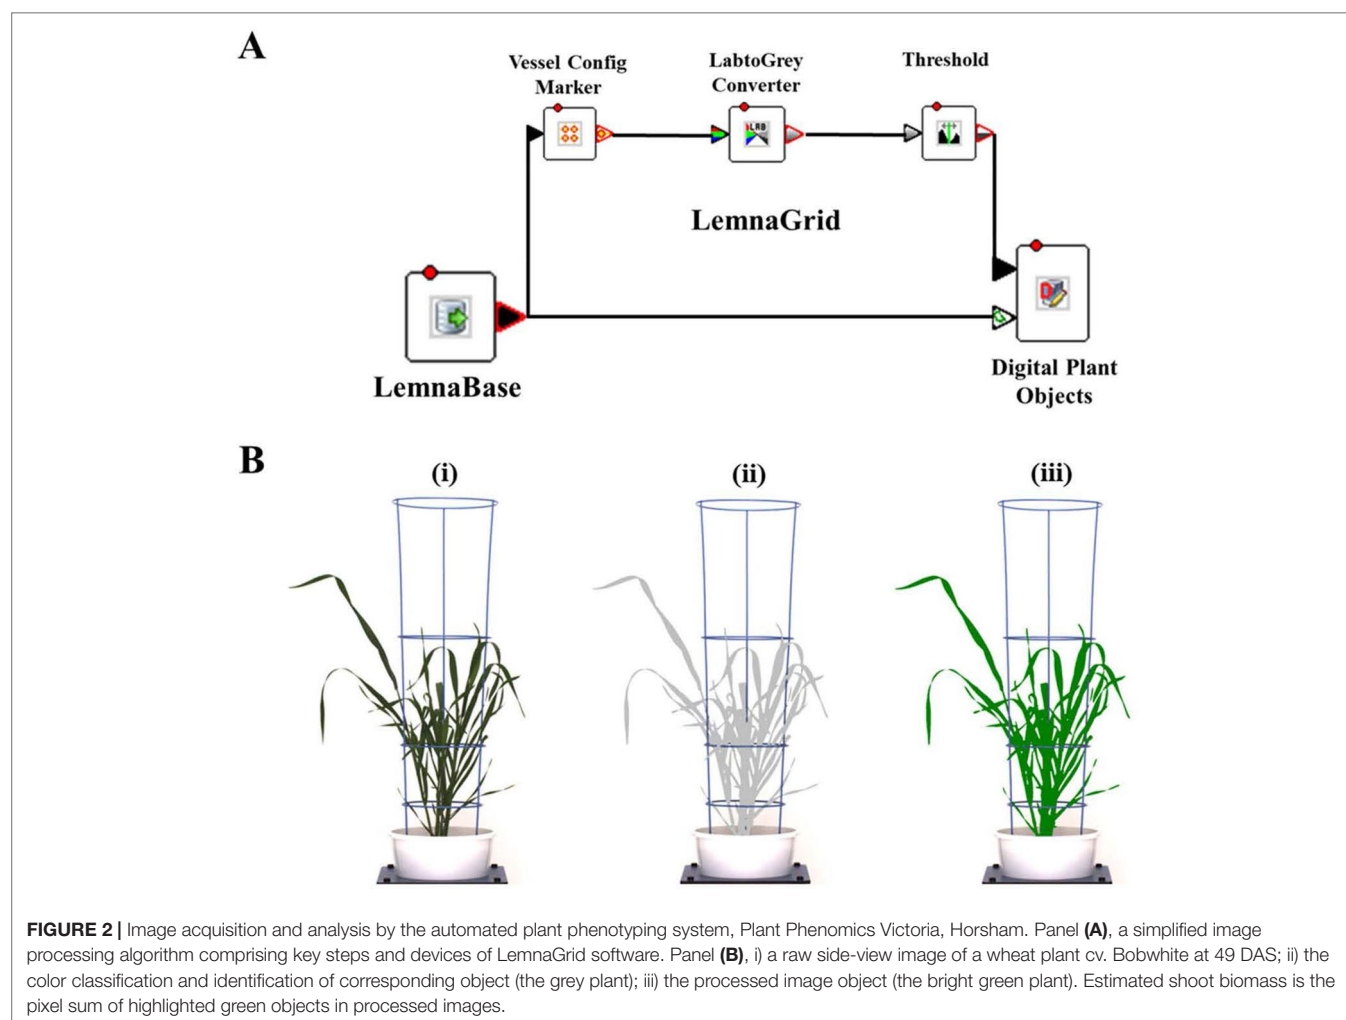 A
Vessel Config
Marker
LabtoGrey
Converter
Threshold
LAB
LemnaGrid
LemnaBase
D
Digital Plant
Objects
B
(i)
(ii)
(iii)
FIGURE 2 | Image acquisition and analysis by the automated plant phenotyping system, Plant Phenomics Victoria, Horsham. Panel (A), a simplified image
processing algorithm comprising key steps and devices of LemnaGrid software. Panel (B), i) a raw side-view image of a wheat plant cv. Bobwhite at 49 DAS; ii) the
color classification and identification of corresponding object (the grey plant); iii) the processed image object (the bright green plant). Estimated shoot biomass is the
pixel sum of highlighted green objects in processed images.